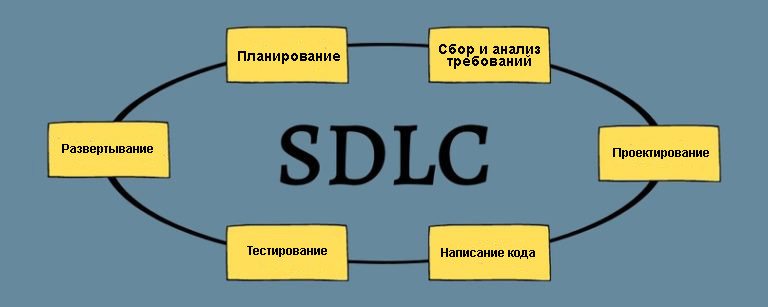 Планирование
Сбор и анализ
требований
Развертывание
SDLC
Проектирование
Тестирование
Написание кода